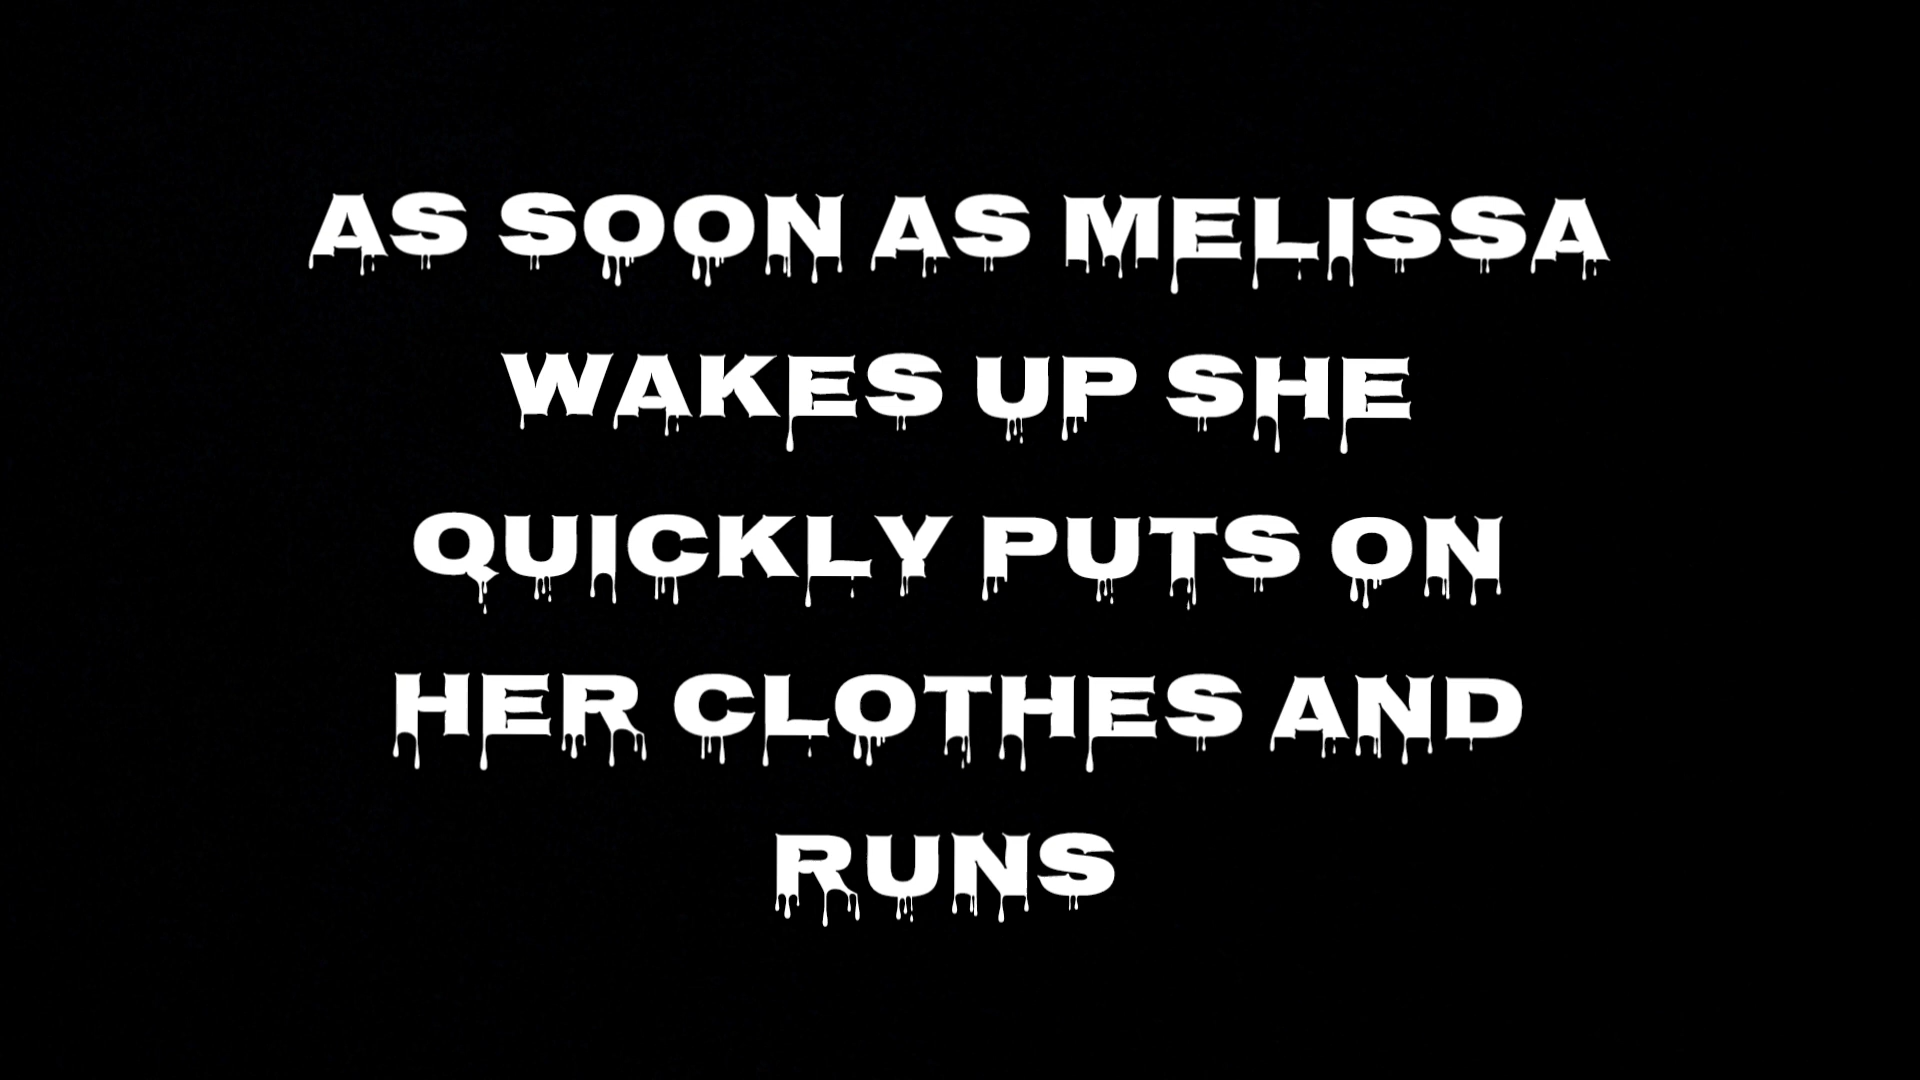 AS SOON AS MELISSA
WAKES UP SHE
QUICKLY PUTS ON
HER CLOTHES AND
RUNS